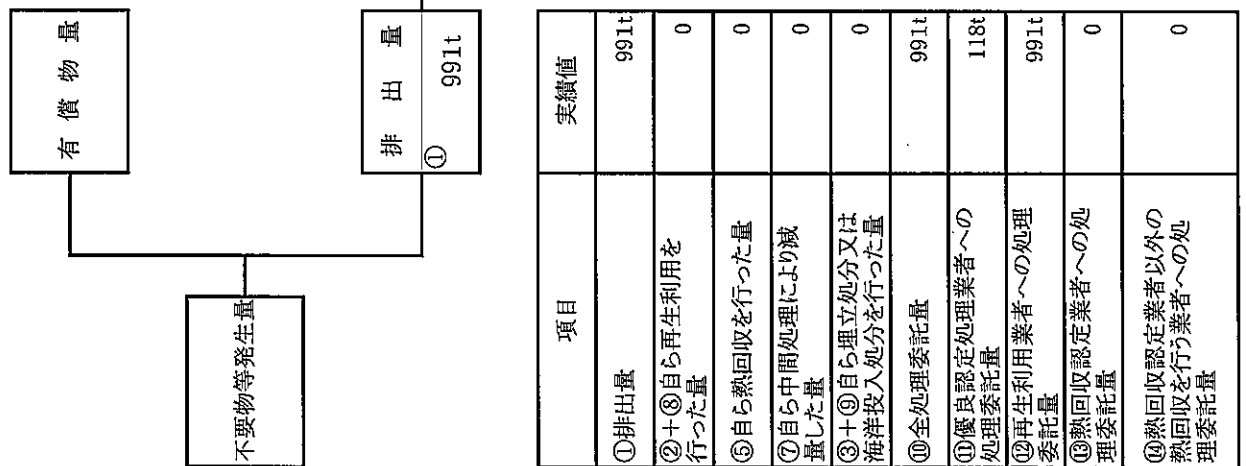 有償物量
排出量
①
991t
不要物等発生量
項目
実績値
①排出量
991t
②+⑧自ら再生利用を
行った量
0
⑤自ら熱回収を行った量
0
⑦自ら中間処理により減
量した量
0
③+⑨自ら埋立処分又は
海洋投入処分を行った量
0
⑩全処理委託量
991t
⑪優良認定処理業者への
処理委託量
118t
⑫再生利用業者への処理
委託量
991t
⑬熱回収認定業者への処
理委託量
0
⑭熱回収認定業者以外の
熱回収を行う業者への処
理委託量
0